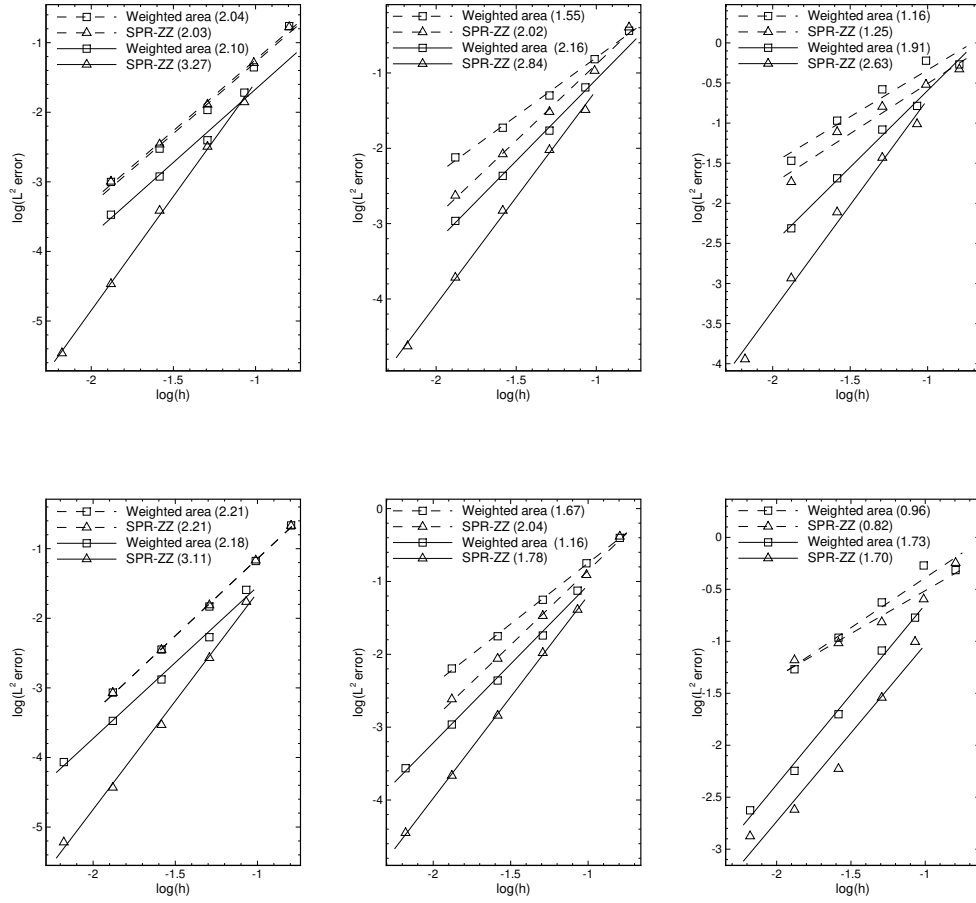 Weighted area (2.04)
SPR-ZZ (2.03)
Weighted area (2.10)
SPR-ZZ (3.27)
-1
-2
-3
-4
-5
log(L² error)
-2 -1.5 -1
log(h)
Weighted area (1.55)
SPR-ZZ (2.02)
Weighted area (2.16)
SPR-ZZ (2.84)
-1
-2
-3
-4
log(L² error)
-2 -1.5 -1
log(h)
Weighted area (1.16)
SPR-ZZ (1.25)
Weighted area (1.91)
SPR-ZZ (2.63)
0
-0.5
-1
-1.5
-2
-2.5
-3
-3.5
-4
log(L² error)
-2 -1.5 -1
log(h)
Weighted area (2.21)
SPR-ZZ (2.21)
Weighted area (2.18)
SPR-ZZ (3.11)
-1
-2
-3
-4
-5
log(L² error)
-2 -1.5 -1
log(h)
Weighted area (1.67)
SPR-ZZ (2.04)
Weighted area (1.16)
SPR-ZZ (1.78)
0
-1
-2
-3
-4
log(L² error)
-2 -1.5 -1
log(h)
Weighted area (0.96)
SPR-ZZ (0.82)
Weighted area (1.73)
SPR-ZZ (1.70)
0
-0.5
-1
-1.5
-2
-2.5
-3
log(L² error)
-2 -1.5 -1
log(h)